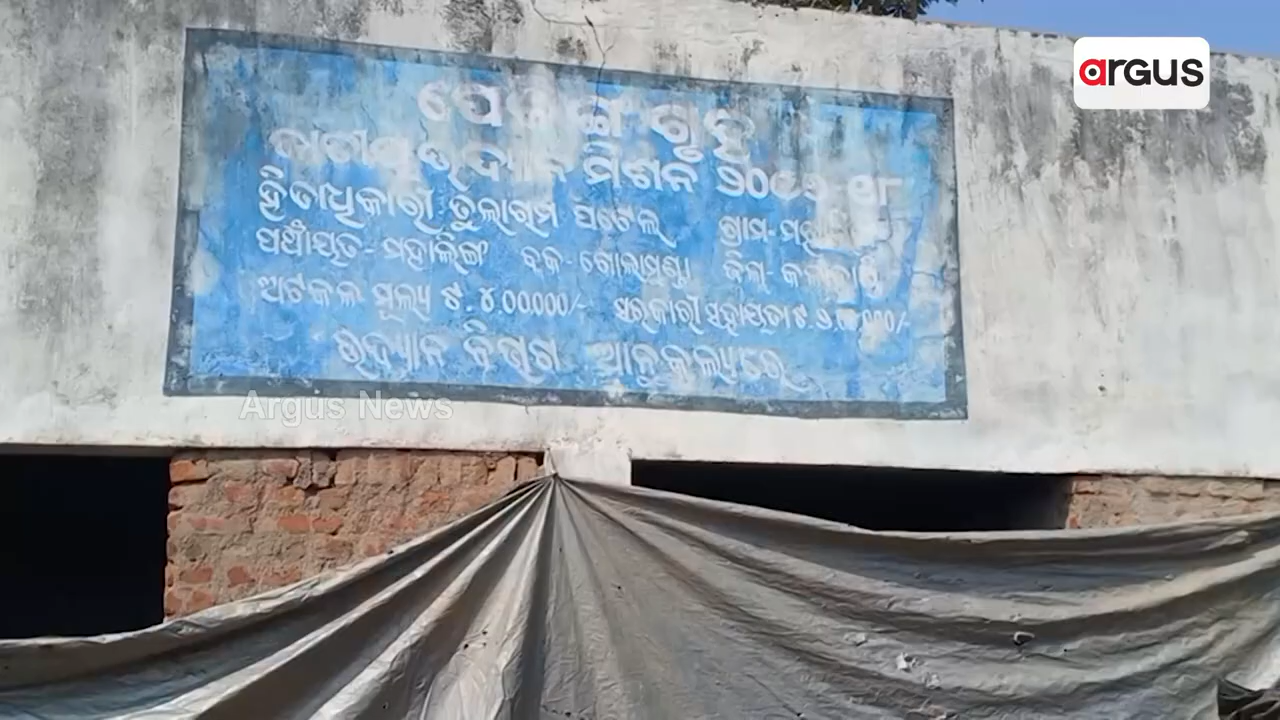 argus
ଗୃହ
ଜାତୀୟ ଉଦ୍ୟାନ ମିଶନ
ହିତାଧିକାରୀ ତୁଲାରାମ ପଟେଲ୍ ଗ୍ରାମ-
ପଞ୍ଚାୟତ- ମହାଲିଙ୍ଗ ବ୍ଲକ- ଗୋଲାମୁଣ୍ଡା ଜିଲା-
ଅଟକଳ ମୂଲ୍ୟ ଟ. ୪.୦୦୦୦୦/- ସରକାରୀ ସହାୟତା ଟ.
ଉଦ୍ୟାନ ବିଭାଗ ଆନୁକୂଲ୍ୟରେ
Argus News